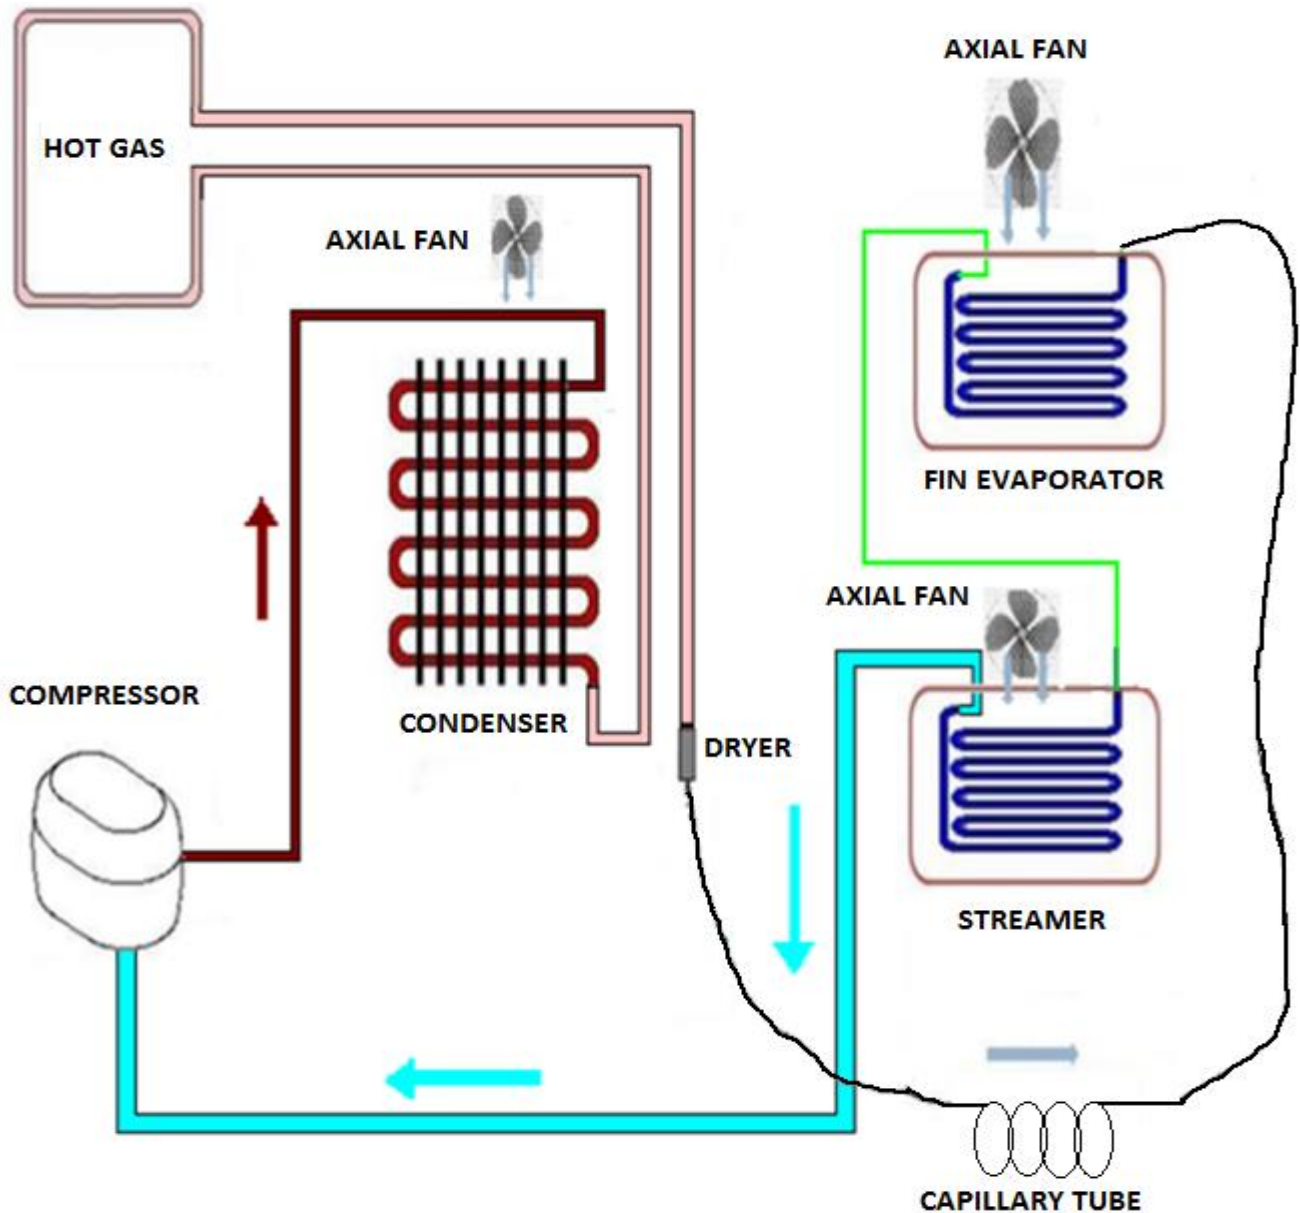 AXIAL FAN
HOT GAS
AXIAL FAN
FIN EVAPORATOR
AXIAL FAN
COMPRESSOR
CONDENSER
DRYER
STREAMER
CAPILLARY TUBE